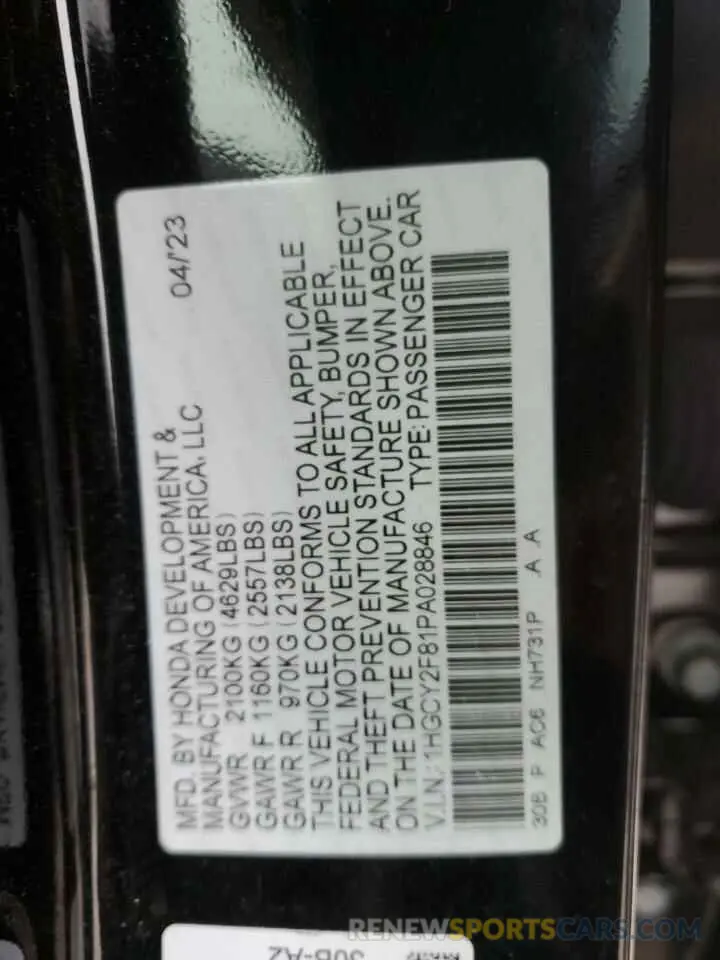 MFD. BY HONDA DEVELOPMENT & 04/'23
MANUFACTURING OF AMERICA, LLC
GVWR 2100KG (4629LBS)
GAWR F 1160KG (2557LBS)
GAWR R 970KG (2138LBS)
THIS VEHICLE CONFORMS TO ALL APPLICABLE
FEDERAL MOTOR VEHICLE SAFETY, BUMPER,
AND THEFT PREVENTION STANDARDS IN EFFECT
ON THE DATE OF MANUFACTURE SHOWN ABOVE.
V.I.N.: 1HGCY2F81PA028846 TYPE: PASSENGER CAR
30B P AC6 NH731P A A
30B-A2
RENEWSPORTSCARS.COM